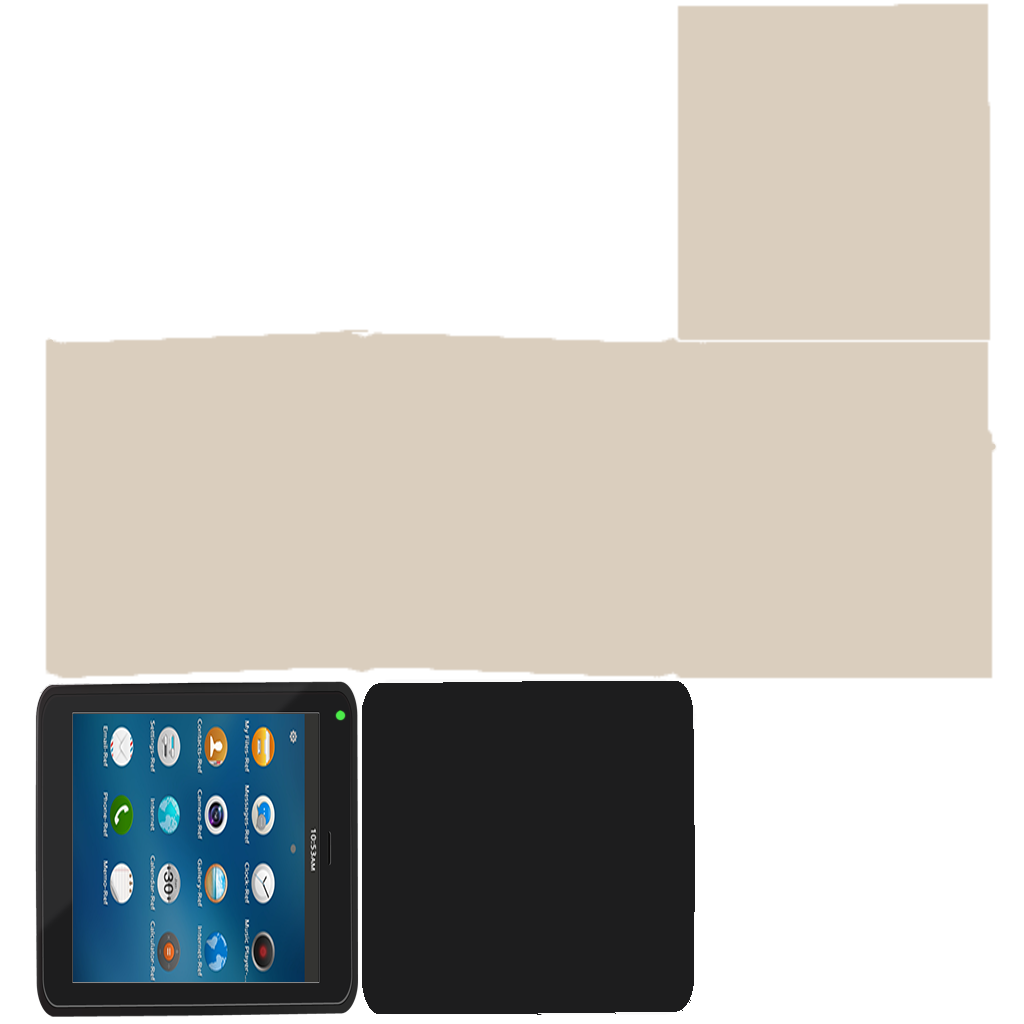 10:53AM
My Files-Ref
Messages-Ref
Clock-Ref
Music Player-...
Contacts-Ref
Camera-Ref
Gallery-Ref
Internet-Ref
Settings-Ref
Internet
30
Calendar-Ref
Calculator-Ref
Email-Ref
Phone-Ref
Memo-Ref